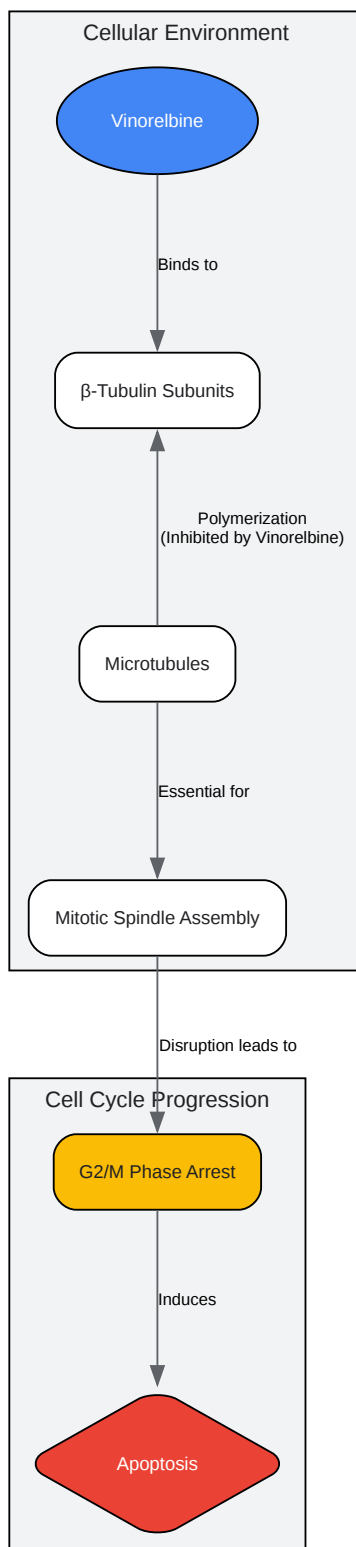 Cellular Environment
Vinorelbine
Binds to
β-Tubulin Subunits
Polymerization
(Inhibited by Vinorelbine)
Microtubules
Essential for
Mitotic Spindle Assembly
Disruption leads to
Cell Cycle Progression
G2/M Phase Arrest
Induces
Apoptosis